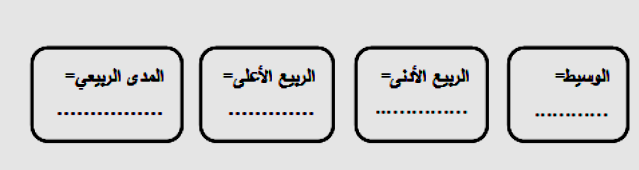 الوسيط=
............
الربيع الأدنى=
...............
الربيع الأعلى=
.............
المدى الربيعي=
................